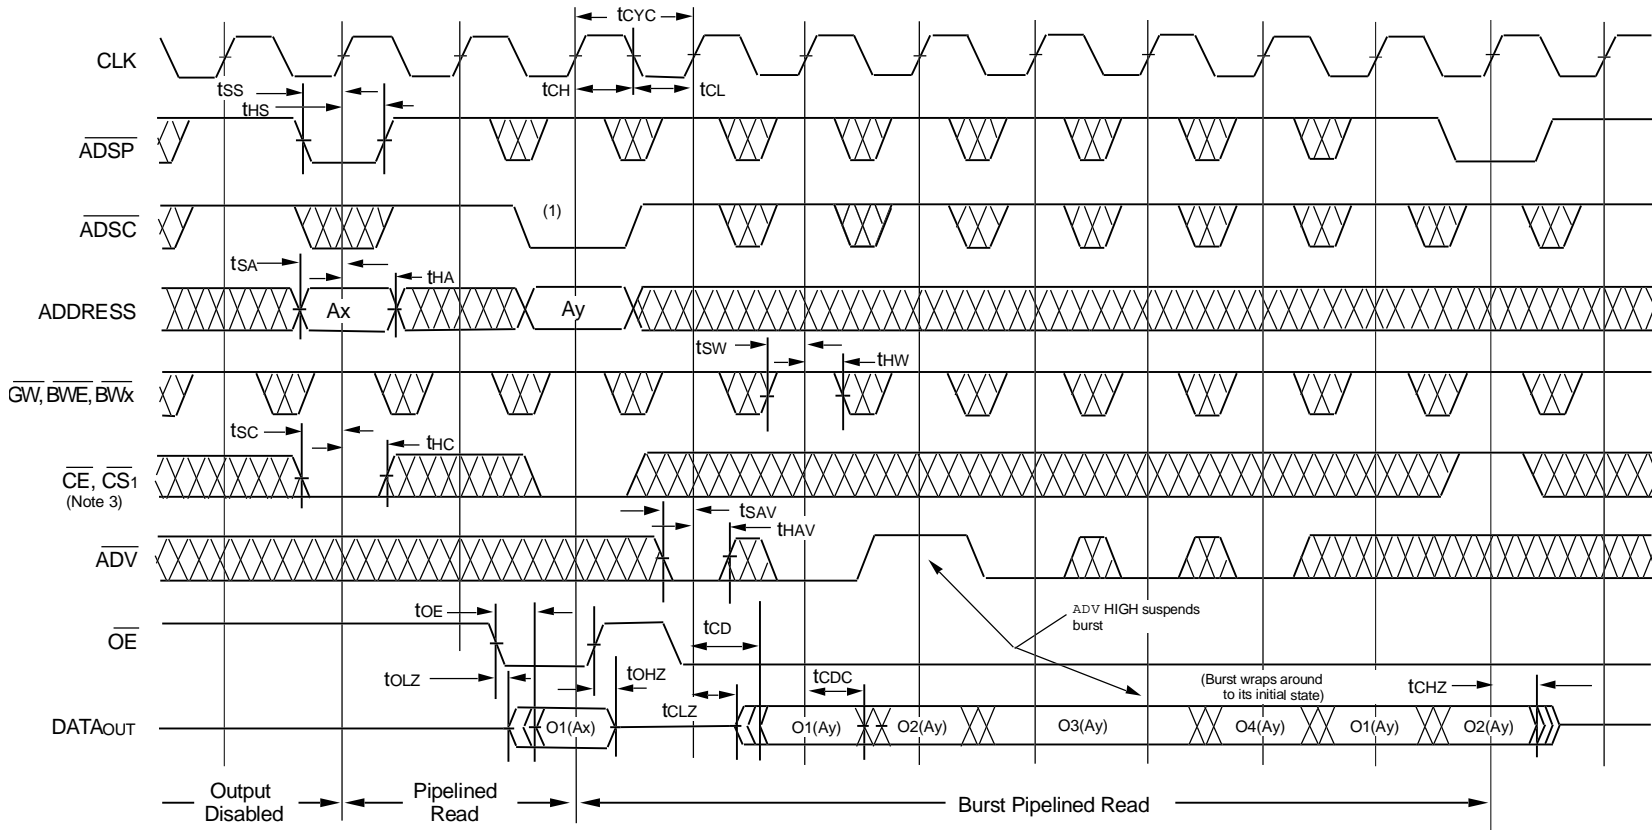 tCYC
CLK
tSS
tCH
tCL
tHS
ADSP
ADSC
(1)
tSA
tHA
ADDRESS
Ax
Ay
tSW
tHW
GW, BWE, BWx
tSC
tHC
CE, CS1
(Note 3)
tSAV
tHAV
ADV
tOE
ADV HIGH suspends
burst
tCD
OE
tOLZ
tOHZ
tCDC
(Burst wraps around
to its initial state)
tCHZ
tCLZ
DATAOUT
O1(Ax)
O1(Ay)
O2(Ay)
O3(Ay)
O4(Ay)
O1(Ay)
O2(Ay)
Output
Disabled
Pipelined
Read
Burst Pipelined Read